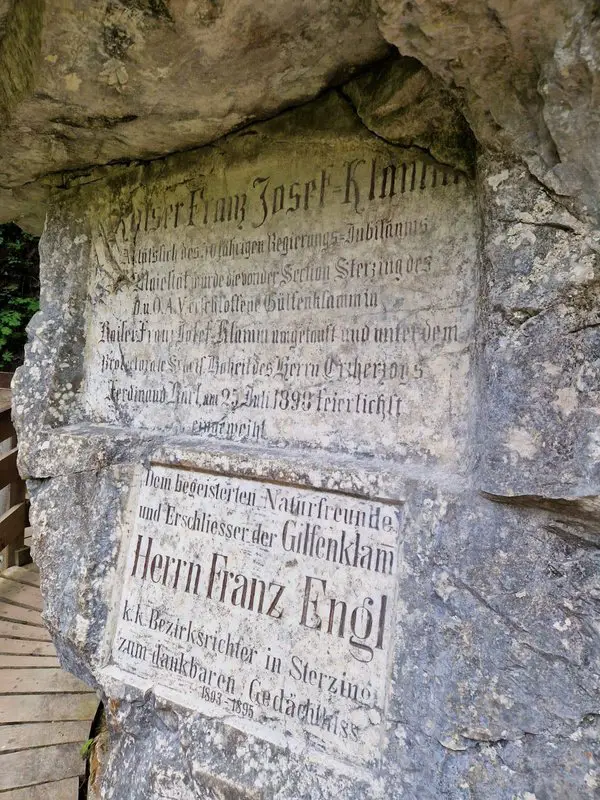 Kaiser Franz Josef-Klamm
Anläßlich des 50 jährigen Regierungs-Jubiläums
Majestät wurde die von der Section Sterzing des
D.u.O.A.V. erschlossene Gilfenklamm in
Kaiser Franz Josef-Klamm umgetauft und unter dem
Protectorate Hoheit des Herrn Erzherzogs
Ferdinand Karl, am 25 Juli 1898 feierlichst
eingeweiht
Dem begeisterten Naturfreunde
und Erschliesser der Gilfenklam
Herrn Franz Engl
k.k. Bezirksrichter in Sterzing
zum dankbaren Gedächtniss
1893-1895